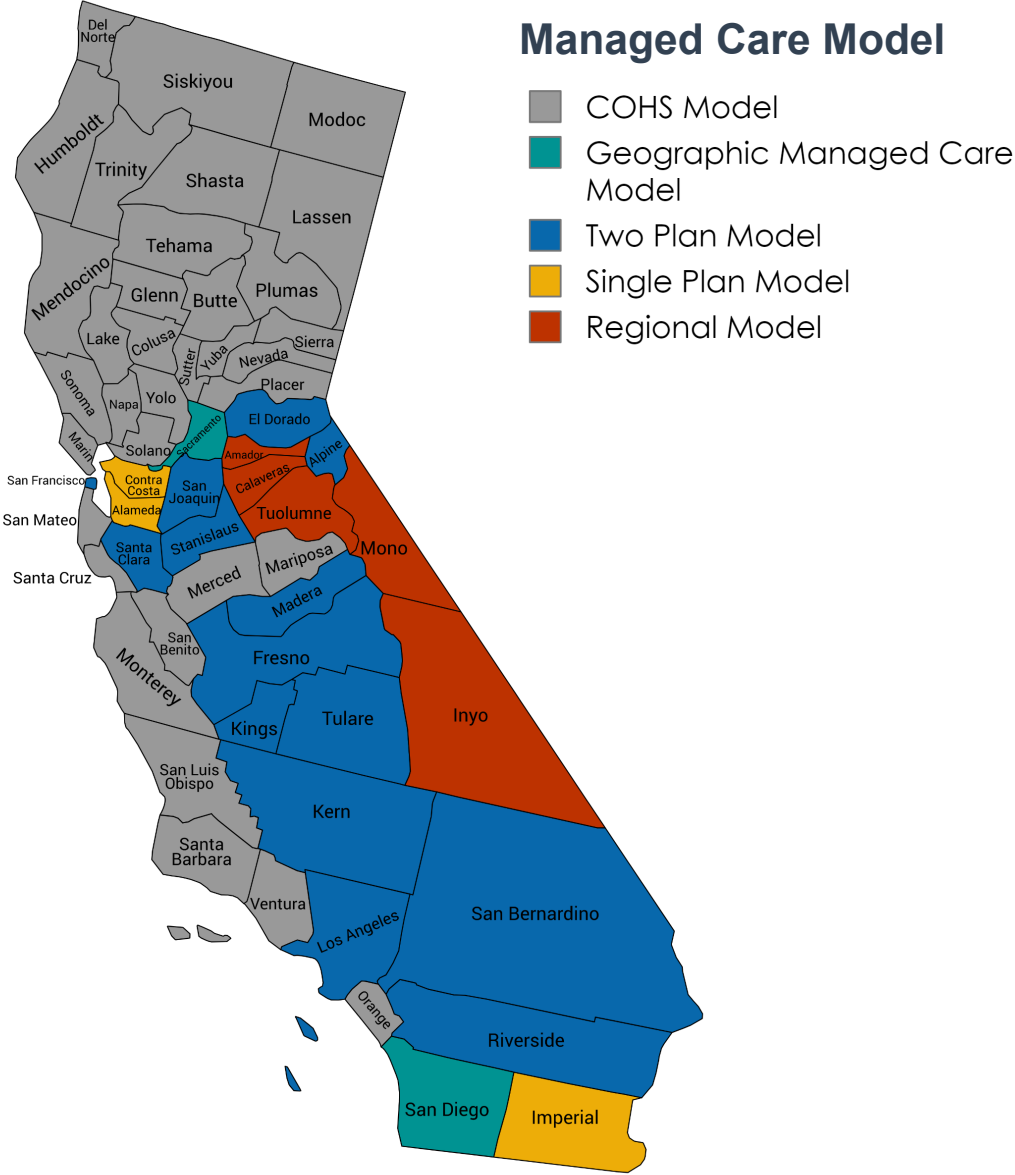 Managed Care Model
COHS Model
Geographic Managed Care
Model
Two Plan Model
Single Plan Model
Regional Model
Del
Norte
Siskiyou
Modoc
Humboldt
Trinity
Shasta
Lassen
Tehama
Mendocino
Glenn
Butte
Plumas
Lake
Colusa
Sutter
Yuba
Sierra
Nevada
Placer
Sonoma
Napa
Yolo
El Dorado
Sacramento
Marin
Solano
Amador
Alpine
San Francisco
Contra
Costa
San
Joaquin
Calaveras
Alameda
Tuolumne
San Mateo
Santa
Clara
Stanislaus
Mono
Santa Cruz
Merced
Mariposa
Madera
San
Benito
Fresno
Monterey
Kings
Tulare
Inyo
San Luis
Obispo
Kern
Santa
Barbara
Ventura
Los Angeles
San Bernardino
Orange
Riverside
San Diego
Imperial